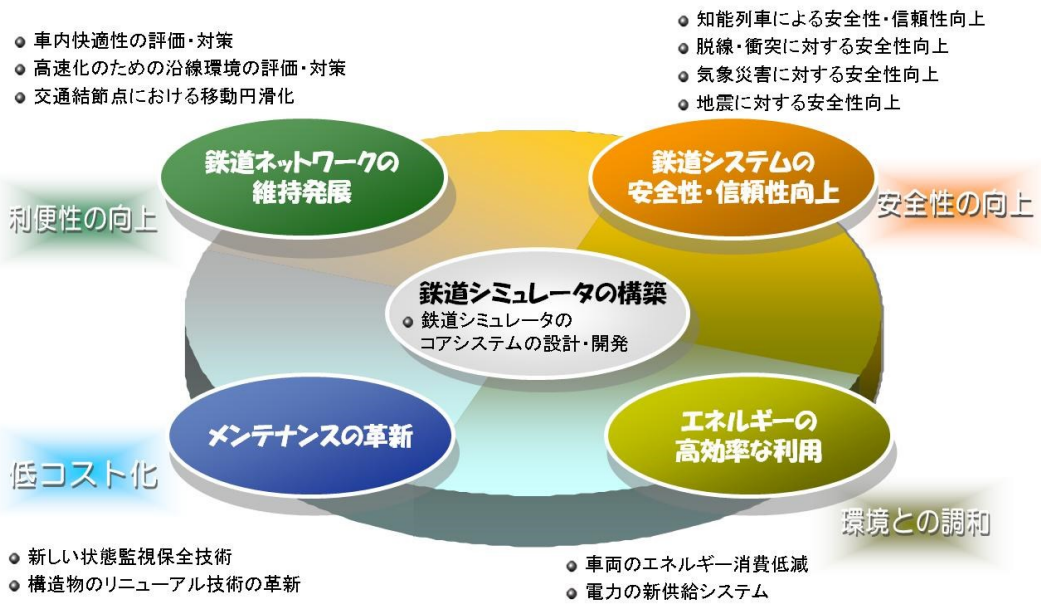 ● 車内快適性の評価・対策
● 高速化のための沿線環境の評価・対策
● 交通結節点における移動円滑化
● 知能列車による安全性・信頼性向上
● 脱線・衝突に対する安全性向上
● 気象災害に対する安全性向上
● 地震に対する安全性向上
鉄道ネットワークの
維持発展
利便性の向上
鉄道システムの
安全性・信頼性向上
安全性の向上
鉄道シミュレータの構築
● 鉄道シミュレータの
コアシステムの設計・開発
メンテナンスの革新
低コスト化
エネルギーの
高効率な利用
環境との調和
● 新しい状態監視保全技術
● 構造物のリニューアル技術の革新
● 車両のエネルギー消費低減
● 電力の新供給システム